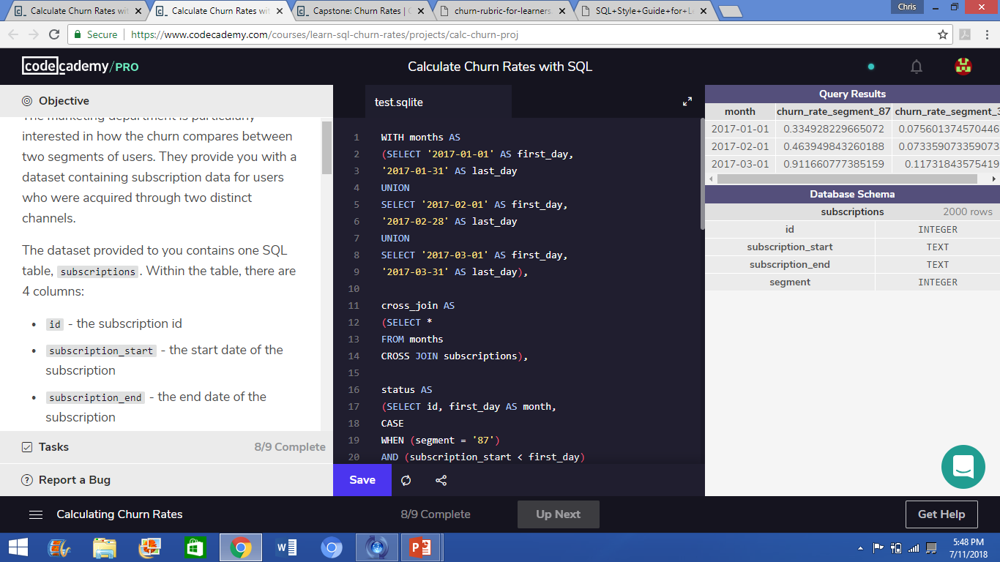 Calculate Churn Rates wit
Calculate Churn Rates wit
Capstone: Churn Rates | C
churn-rubric-for-learners
SQL+Style+Guide+for+L
Chris
Secure
https://www.codecademy.com/courses/learn-sql-churn-rates/projects/calc-churn-proj
codecademy/PRO
Calculate Churn Rates with SQL
Objective
The marketing department is particularly
interested in how the churn compares between
two segments of users. They provide you with a
dataset containing subscription data for users
who were acquired through two distinct
channels.
The dataset provided to you contains one SQL
table, subscriptions. Within the table, there are
4 columns:
• id - the subscription id
• subscription_start - the start date of the
subscription
• subscription_end - the end date of the
subscription
Tasks 8/9 Complete
Report a Bug
test.sqlite
1 WITH months AS
2 (SELECT '2017-01-01' AS first_day,
3 '2017-01-31' AS last_day
4 UNION
5 SELECT '2017-02-01' AS first_day,
6 '2017-02-28' AS last_day
7 UNION
8 SELECT '2017-03-01' AS first_day,
9 '2017-03-31' AS last_day),
10
11 cross_join AS
12 (SELECT *
13 FROM months
14 CROSS JOIN subscriptions),
15
16 status AS
17 (SELECT id, first_day AS month,
18 CASE
19 WHEN (segment = '87')
20 AND (subscription_start < first_day)
Save
Query Results
month churn_rate_segment_87 churn_rate_segment_3
2017-01-01 0.334928229665072 0.075601374570446
2017-02-01 0.463949843260188 0.073359073359073
2017-03-01 0.911660777385159 0.11731843575419
Database Schema
subscriptions 2000 rows
id INTEGER
subscription_start TEXT
subscription_end TEXT
segment INTEGER
Calculating Churn Rates
8/9 Complete
Up Next
Get Help
5:48 PM
7/11/2018